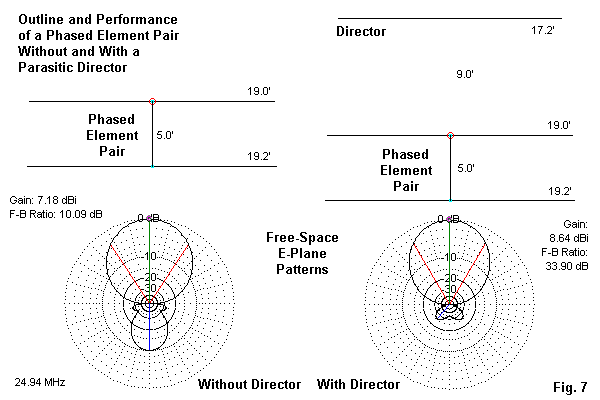 Outline and Performance
of a Phased Element Pair
Without and With a
Parasitic Director
19.0'
Phased
Element
Pair
5.0'
19.2'
Director
17.2'
9.0'
19.0'
Phased
Element
Pair
5.0'
19.2'
Gain: 7.18 dBi
F-B Ratio: 10.09 dB
0 dB
-10
-20
-30
Free-Space
E-Plane
Patterns
0 dB
-10
-20
-30
Gain:
8.64 dBi
F-B Ratio:
33.90 dB
24.94 MHz
Without Director
With Director
Fig. 7